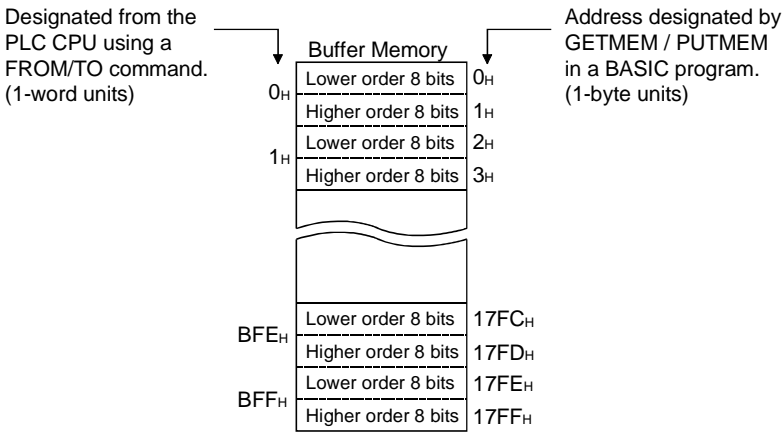 Designated from the
PLC CPU using a
FROM/TO command.
(1-word units)
Address designated by
GETMEM / PUTMEM
in a BASIC program.
(1-byte units)
Buffer Memory
0H
Lower order 8 bits
0H
Higher order 8 bits
1H
1H
Lower order 8 bits
2H
Higher order 8 bits
3H
BFEH
Lower order 8 bits
17FCH
Higher order 8 bits
17FDH
BFFH
Lower order 8 bits
17FEH
Higher order 8 bits
17FFH